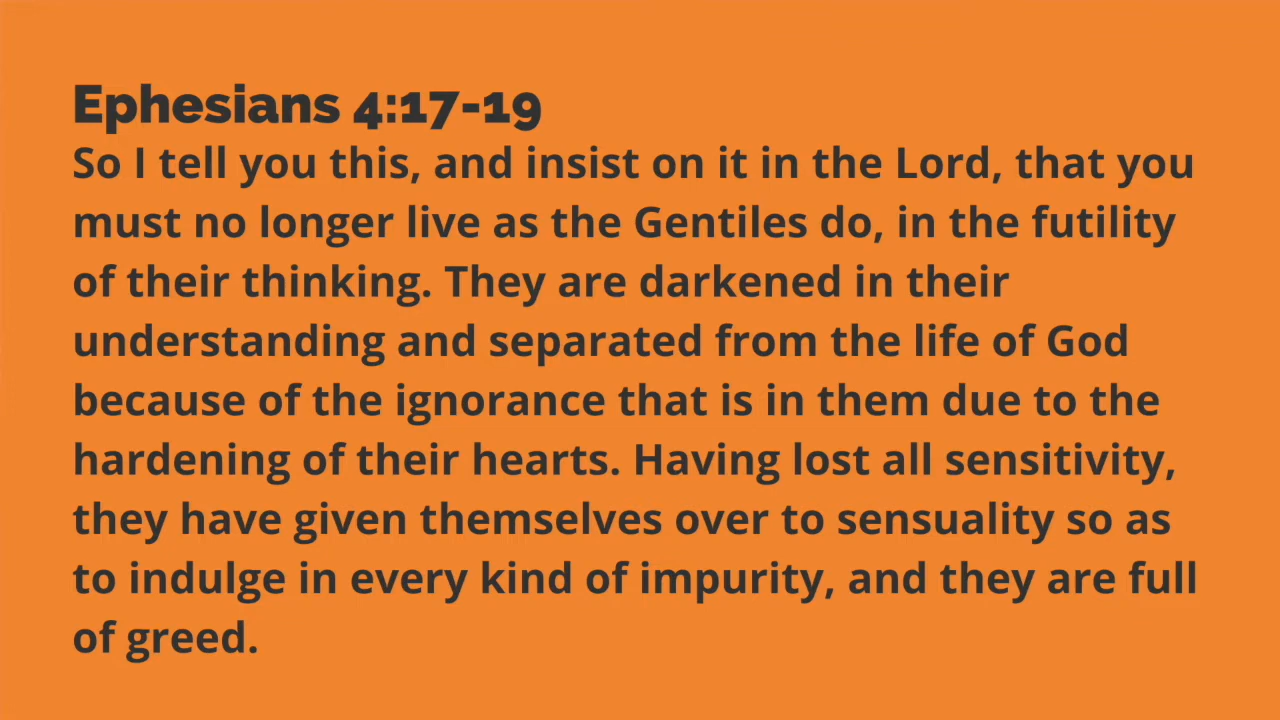 Ephesians 4:17-19
So I tell you this, and insist on it in the Lord, that you
must no longer live as the Gentiles do, in the futility
of their thinking. They are darkened in their
understanding and separated from the life of God
because of the ignorance that is in them due to the
hardening of their hearts. Having lost all sensitivity,
they have given themselves over to sensuality so as
to indulge in every kind of impurity, and they are full
of greed.